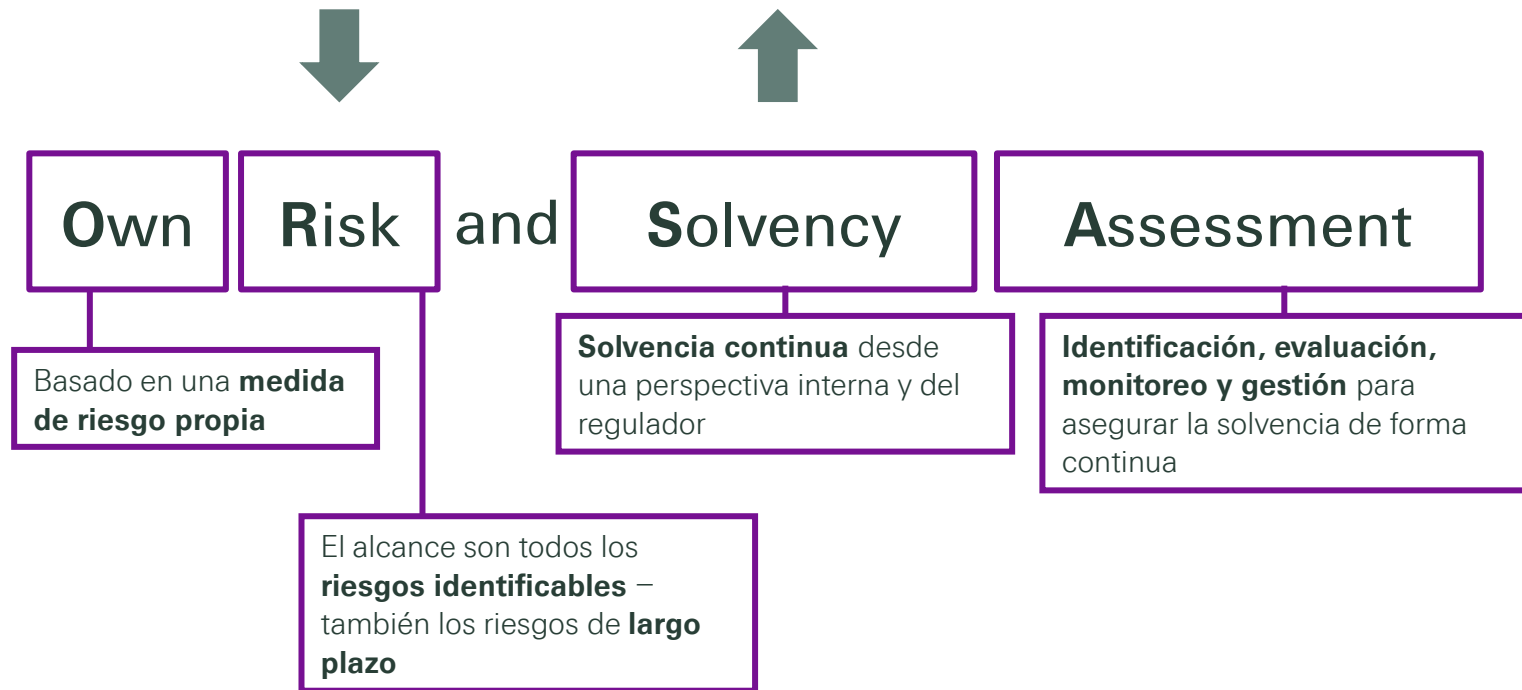 Own Risk and Solvency Assessment
Basado en una medida
de riesgo propia
Solvencia continua desde
una perspectiva interna y del
regulador
Identificación, evaluación,
monitoreo y gestión para
asegurar la solvencia de forma
continua
El alcance son todos los
riesgos identificables –
también los riesgos de largo
plazo